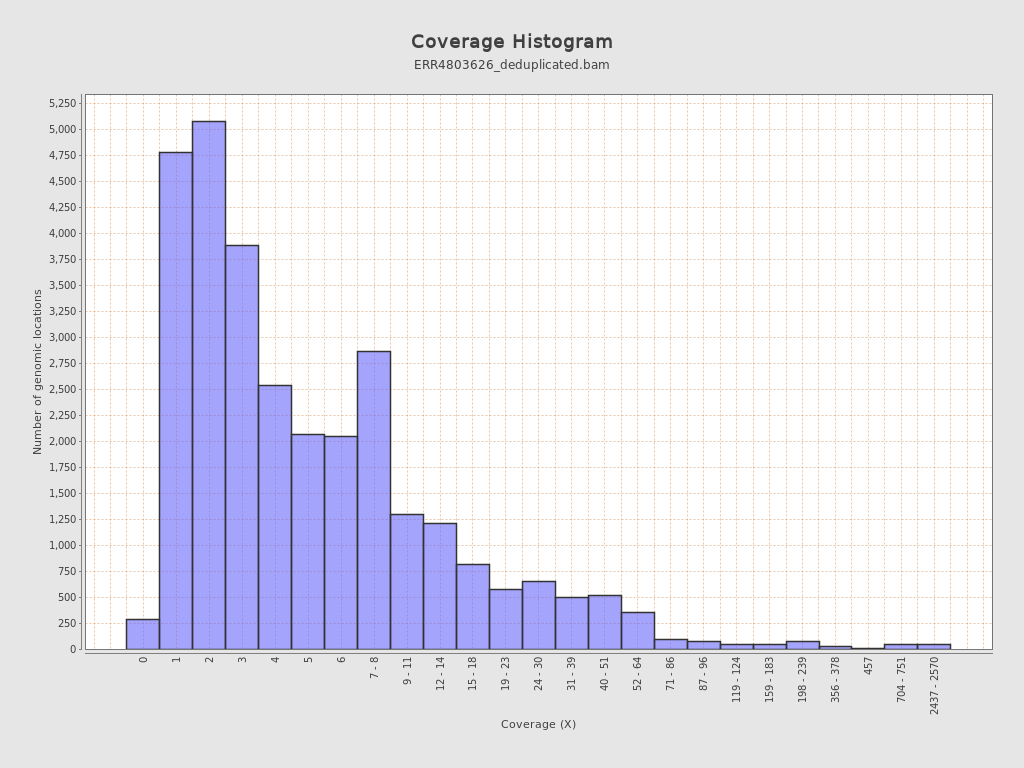 Coverage Histogram
ERR4803626_deduplicated.bam
Number of genomic locations
5,250
5,000
4,750
4,500
4,250
4,000
3,750
3,500
3,250
3,000
2,750
2,500
2,250
2,000
1,750
1,500
1,250
1,000
750
500
250
0
0
1
2
3
4
5
6
7 - 8
9 - 11
12 - 14
15 - 18
19 - 23
24 - 30
31 - 39
40 - 51
52 - 64
71 - 86
87 - 96
119 - 124
159 - 183
198 - 239
356 - 378
457
704 - 751
2437 - 2570
Coverage (X)